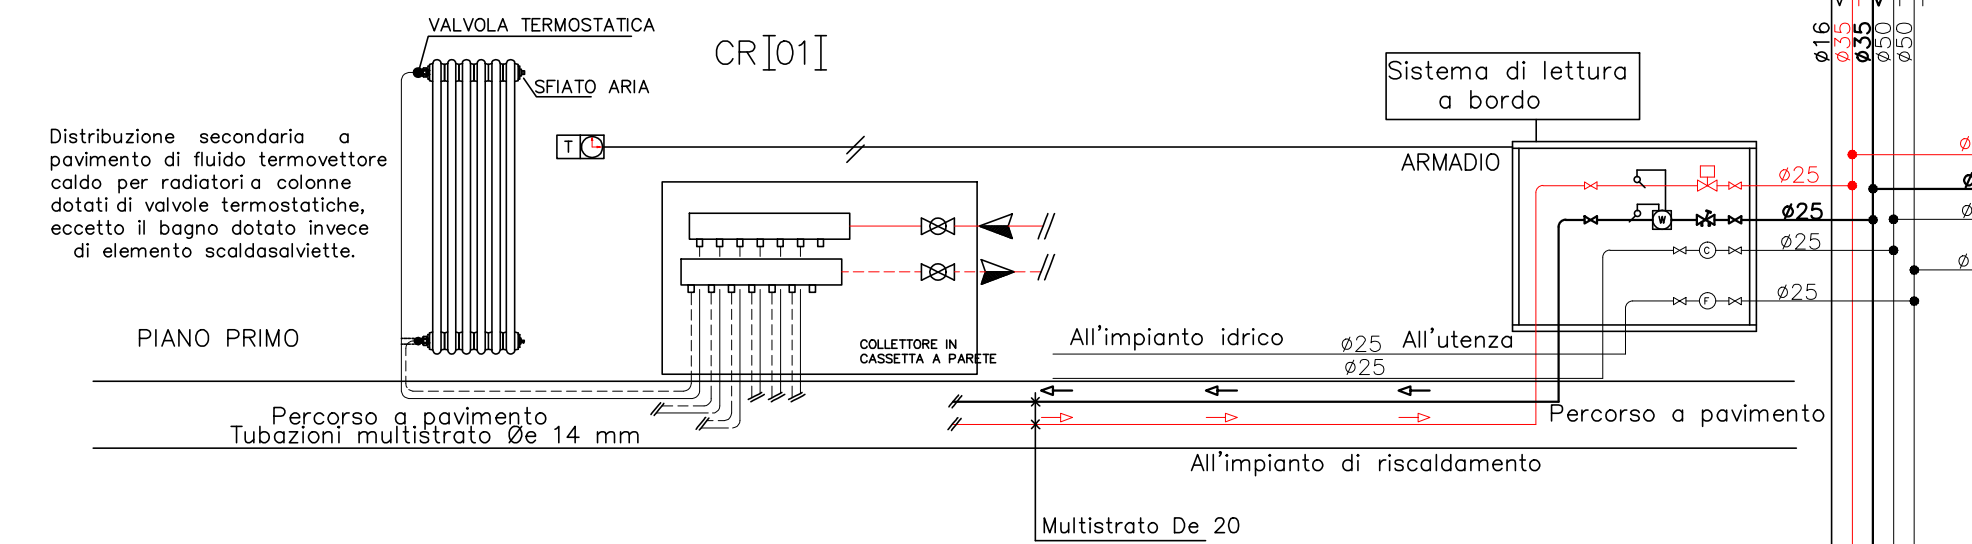 VALVOLA TERMOSTATICA
CR[01]
SFIATO ARIA
Distribuzione secondaria a
pavimento di fluido termovettore
caldo per radiatori a colonne
dotati di valvole termostatiche,
eccetto il bagno dotato invece
di elemento scaldasalviette.
T
Sistema di lettura
a bordo
ARMADIO
ø16
ø35
ø35
ø50
ø50
ø25
W
ø25
C
ø25
F
ø25
ø
ø
ø
ø
PIANO PRIMO
COLLETTORE IN
CASSETTA A PARETE
All'impianto idrico
ø25
All'utenza
ø25
Percorso a pavimento
Tubazioni multistrato Øe 14 mm
Percorso a pavimento
All'impianto di riscaldamento
Multistrato De 20